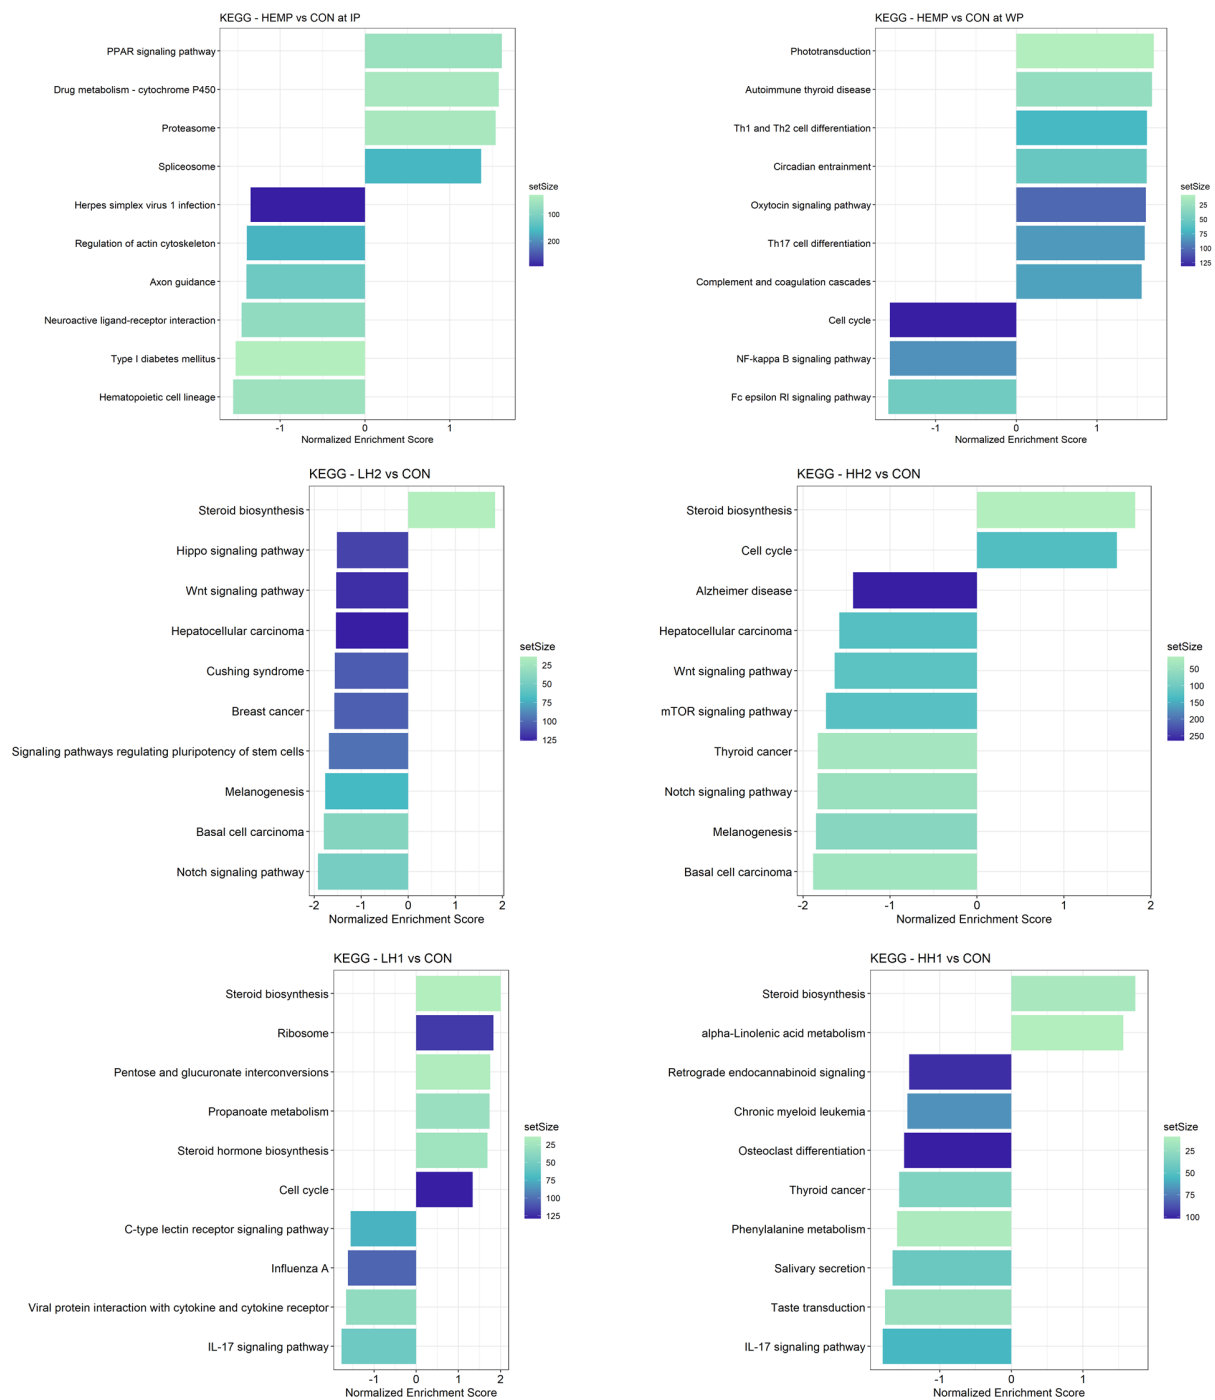 KEGG - HEMP vs CON at IP
PPAR signaling pathway
Drug metabolism - cytochrome P450
Proteasome
Spliceosome
Herpes simplex virus 1 infection
Regulation of actin cytoskeleton
Axon guidance
Neuroactive ligand-receptor interaction
Type I diabetes mellitus
Hematopoietic cell lineage
-1 0 1
Normalized Enrichment Score
setSize
100
200
KEGG - HEMP vs CON at WP
Phototransduction
Autoimmune thyroid disease
Th1 and Th2 cell differentiation
Circadian entrainment
Oxytocin signaling pathway
Th17 cell differentiation
Complement and coagulation cascades
Cell cycle
NF-kappa B signaling pathway
Fc epsilon RI signaling pathway
-1 0 1
Normalized Enrichment Score
setSize
25
50
75
100
125
KEGG - LH2 vs CON
Steroid biosynthesis
Hippo signaling pathway
Wnt signaling pathway
Hepatocellular carcinoma
Cushing syndrome
Breast cancer
Signaling pathways regulating pluripotency of stem cells
Melanogenesis
Basal cell carcinoma
Notch signaling pathway
-2 -1 0 1 2
Normalized Enrichment Score
setSize
25
50
75
100
125
KEGG - HH2 vs CON
Steroid biosynthesis
Cell cycle
Alzheimer disease
Hepatocellular carcinoma
Wnt signaling pathway
mTOR signaling pathway
Thyroid cancer
Notch signaling pathway
Melanogenesis
Basal cell carcinoma
-2 -1 0 1 2
Normalized Enrichment Score
setSize
50
100
150
200
250
KEGG - LH1 vs CON
Steroid biosynthesis
Ribosome
Pentose and glucuronate interconversions
Propanoate metabolism
Steroid hormone biosynthesis
Cell cycle
C-type lectin receptor signaling pathway
Influenza A
Viral protein interaction with cytokine and cytokine receptor
IL-17 signaling pathway
-1 0 1 2
Normalized Enrichment Score
setSize
25
50
75
100
125
KEGG - HH1 vs CON
Steroid biosynthesis
alpha-Linolenic acid metabolism
Retrograde endocannabinoid signaling
Chronic myeloid leukemia
Osteoclast differentiation
Thyroid cancer
Phenylalanine metabolism
Salivary secretion
Taste transduction
IL-17 signaling pathway
-1 0 1
Normalized Enrichment Score
setSize
25
50
75
100